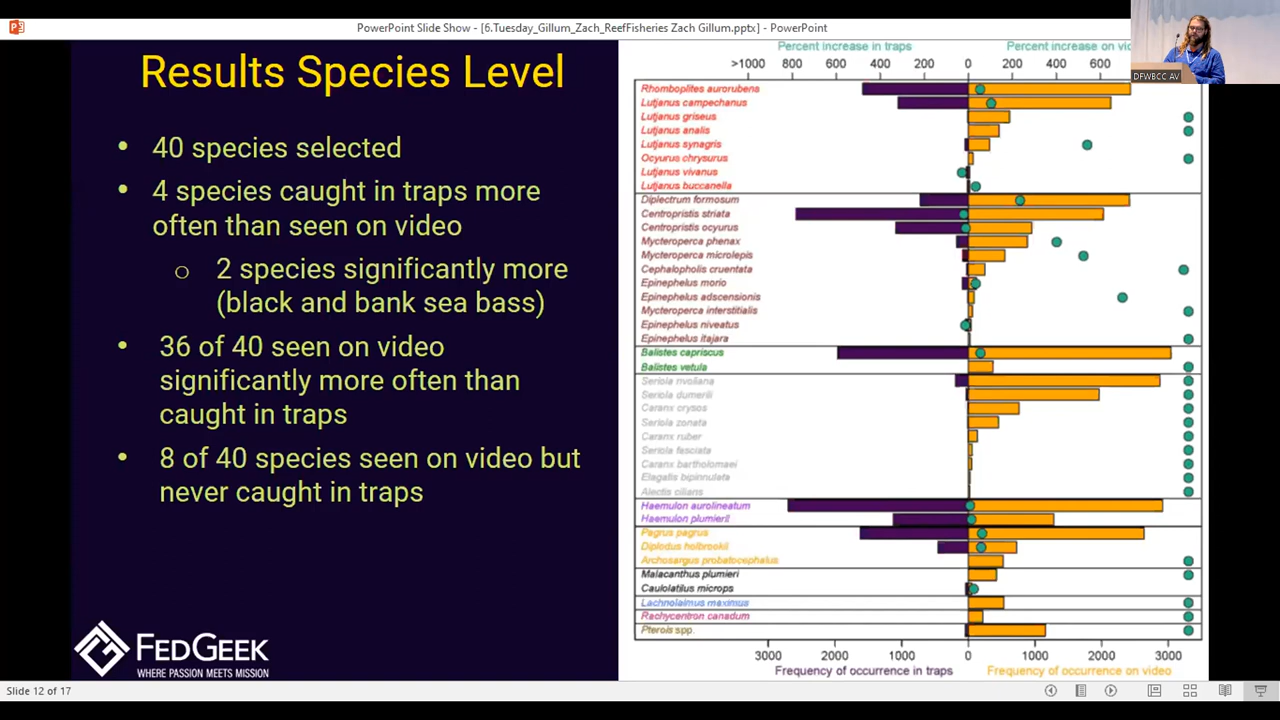 PowerPoint Slide Show - [6.Tuesday_Gillum_Zach_ReefFisheries Zach Gillum.pptx] - PowerPoint
DFWBCC AV
Results Species Level
• 40 species selected
• 4 species caught in traps more
often than seen on video
o 2 species significantly more
(black and bank sea bass)
• 36 of 40 seen on video
significantly more often than
caught in traps
• 8 of 40 species seen on video but
never caught in traps
FEDGEEK
WHERE PASSION MEETS MISSION
Percent increase in traps
Percent increase on
>1000 800 600 400 200 0 200 400 600
Rhomboplites aurorubens
Lutjanus campechanus
Lutjanus griseus
Lutjanus analis
Lutjanus synagris
Ocyurus chrysurus
Lutjanus vivanus
Lutjanus buccanella
Diplectrum formosum
Centropristis striata
Centropristis ocyurus
Mycteroperca phenax
Mycteroperca microlepis
Cephalopholis cruentata
Epinephelus morio
Epinephelus adscensionis
Mycteroperca interstitialis
Epinephelus niveatus
Epinephelus itajara
Balistes capriscus
Balistes vetula
Seriola rivoliana
Seriola dumerili
Caranx crysos
Seriola zonata
Caranx ruber
Seriola fasciata
Caranx bartholomaei
Elagatis bipinnulata
Alectis ciliaris
Haemulon aurolineatum
Haemulon plumierii
Pagrus pagrus
Diplodus holbrookii
Archosargus probatocephalus
Malacanthus plumieri
Caulolatilus microps
Lachnolaimus maximus
Rachycentron canadum
Pterois spp.
3000 2000 1000 0 1000 2000 3000
Frequency of occurrence in traps
Frequency of occurrence on video
Slide 12 of 17